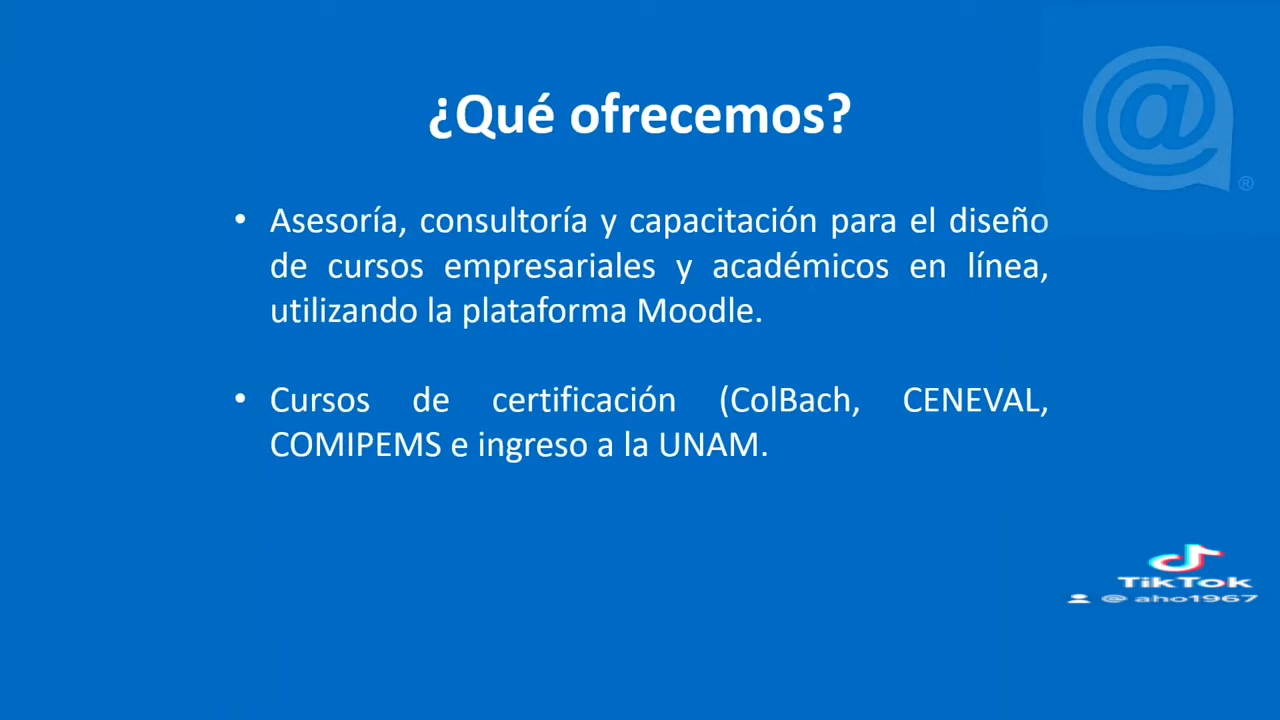 ¿Qué ofrecemos?
• Asesoría, consultoría y capacitación para el diseño
de cursos empresariales y académicos en línea,
utilizando la plataforma Moodle.
• Cursos de certificación (ColBach, CENEVAL,
COMIPEMS e ingreso a la UNAM.
@
®
TikTok
@ aho1967